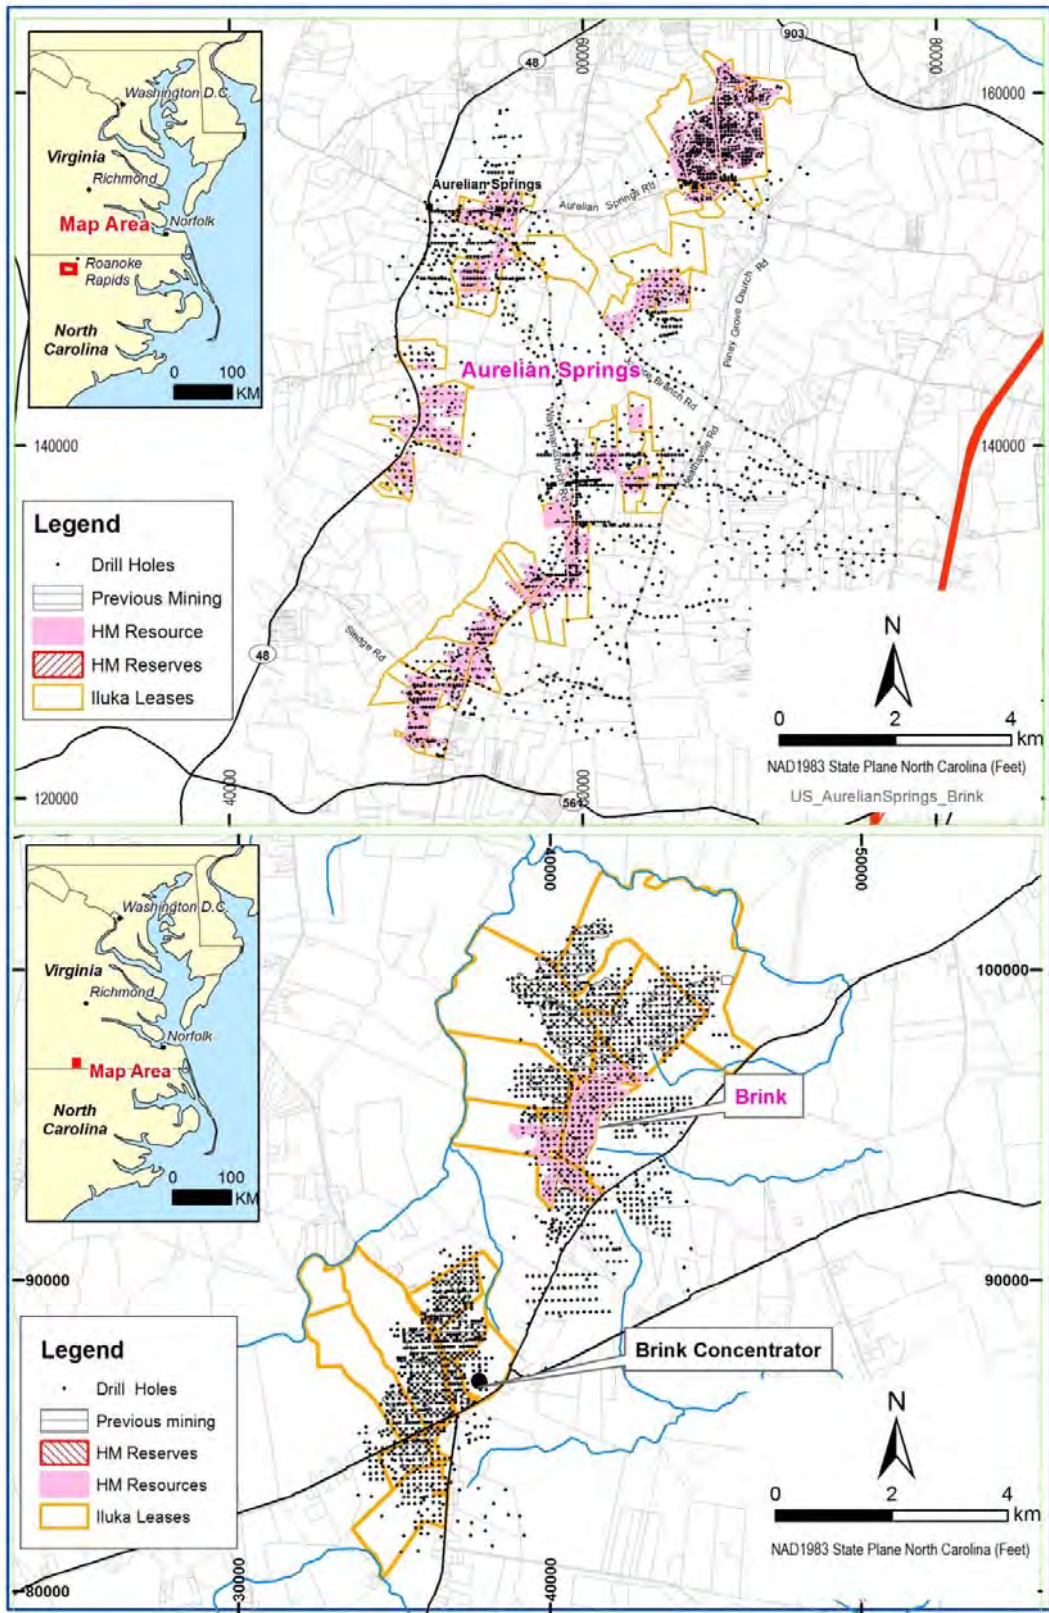 903
48
60000
80000
160000
Washington D.C.
Virginia
Richmond
Norfolk
Map Area
Roanoke
Rapids
North
Carolina
0 100
KM
Aurelian Springs
Aurelian Springs Rd
Piney Grove Church Rd
Aurelian Springs
Branch Rd
Heathsville Rd
140000
140000
Legend
Drill Holes
Previous Mining
HM Resource
HM Reserves
Iluka Leases
Sledge Rd
48
N
0 2 4
km
NAD1983 State Plane North Carolina (Feet)
US_AurelianSprings_Brink
120000
40000
561
40000
50000
Washington D.C.
Virginia
Richmond
Norfolk
Map Area
North
Carolina
0 100
KM
100000
Brink
90000
90000
Brink Concentrator
Legend
Drill Holes
Previous mining
HM Reserves
HM Resources
Iluka Leases
N
0 2 4
km
NAD1983 State Plane North Carolina (Feet)
80000
30000
40000